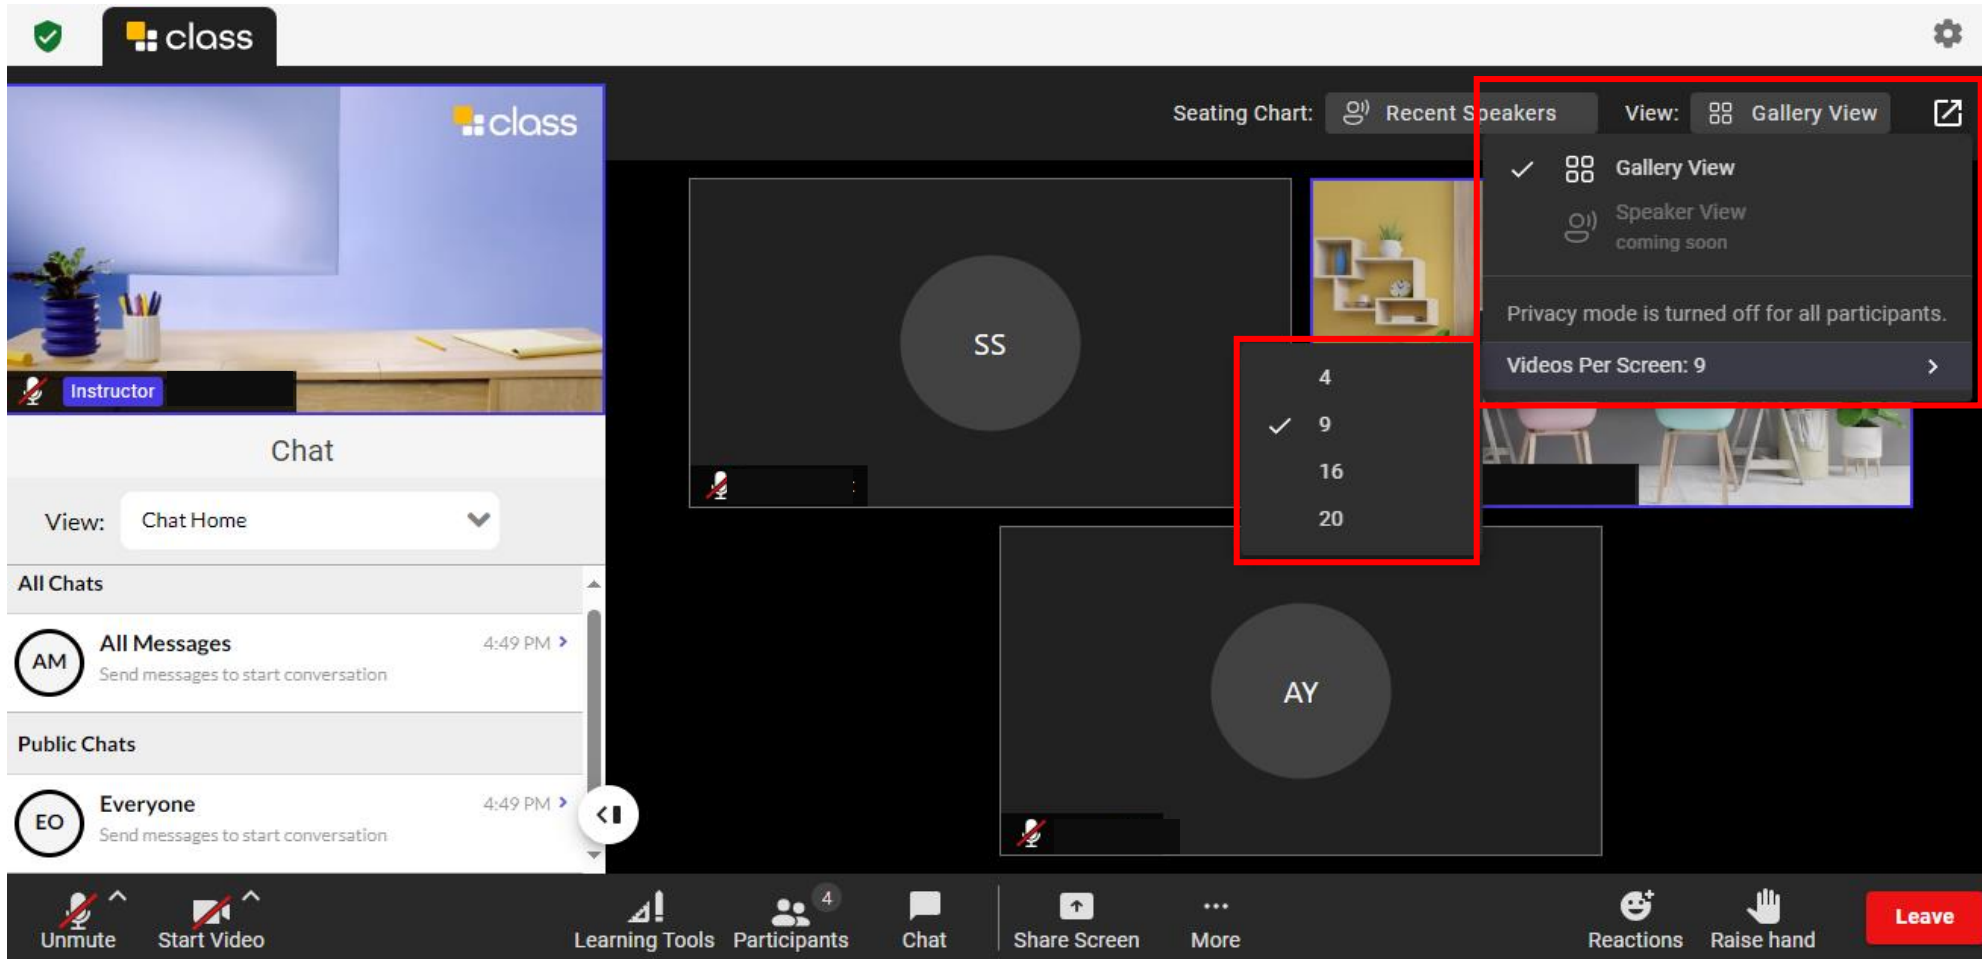 class
class
Instructor
Chat
View:
Chat Home
All Chats
AM
All Messages
4:49 PM
Send messages to start conversation
Public Chats
EO
Everyone
4:49 PM
Send messages to start conversation
Seating Chart:
Recent Speakers
View:
Gallery View
Gallery View
Speaker View
coming soon
Privacy mode is turned off for all participants.
Videos Per Screen: 9
4
9
16
20
SS
AY
Unmute
Start Video
Learning Tools
Participants
4
Chat
Share Screen
More
Reactions
Raise hand
Leave